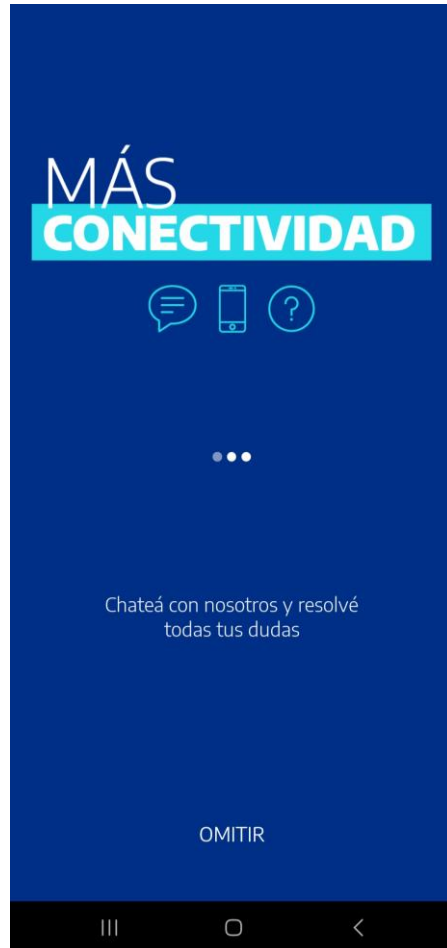 MÁS
CONECTIVIDAD
?
Chateá con nosotros y resolvé
todas tus dudas
OMITIR